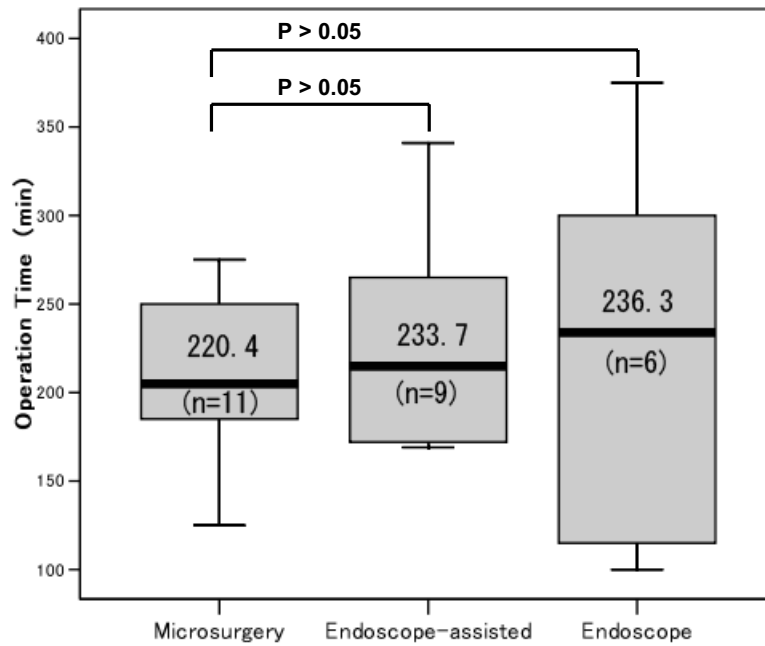 P > 0.05
P > 0.05
Operation Time (min)
400
350
300
250
200
150
100
220.4
(n=11)
233.7
(n=9)
236.3
(n=6)
Microsurgery
Endoscope-assisted
Endoscope